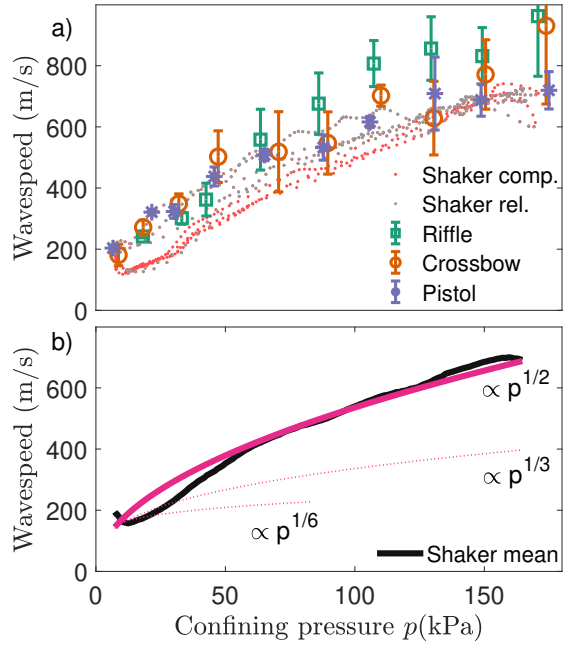 a)
Wavespeed (m/s)
800
600
400
200
0
Shaker comp.
Shaker rel.
Riffle
Crossbow
Pistol
b)
Wavespeed (m/s)
600
400
200
0
∝ p^1/2
∝ p^1/3
∝ p^1/6
Shaker mean
0 50 100 150
Confining pressure p(kPa)